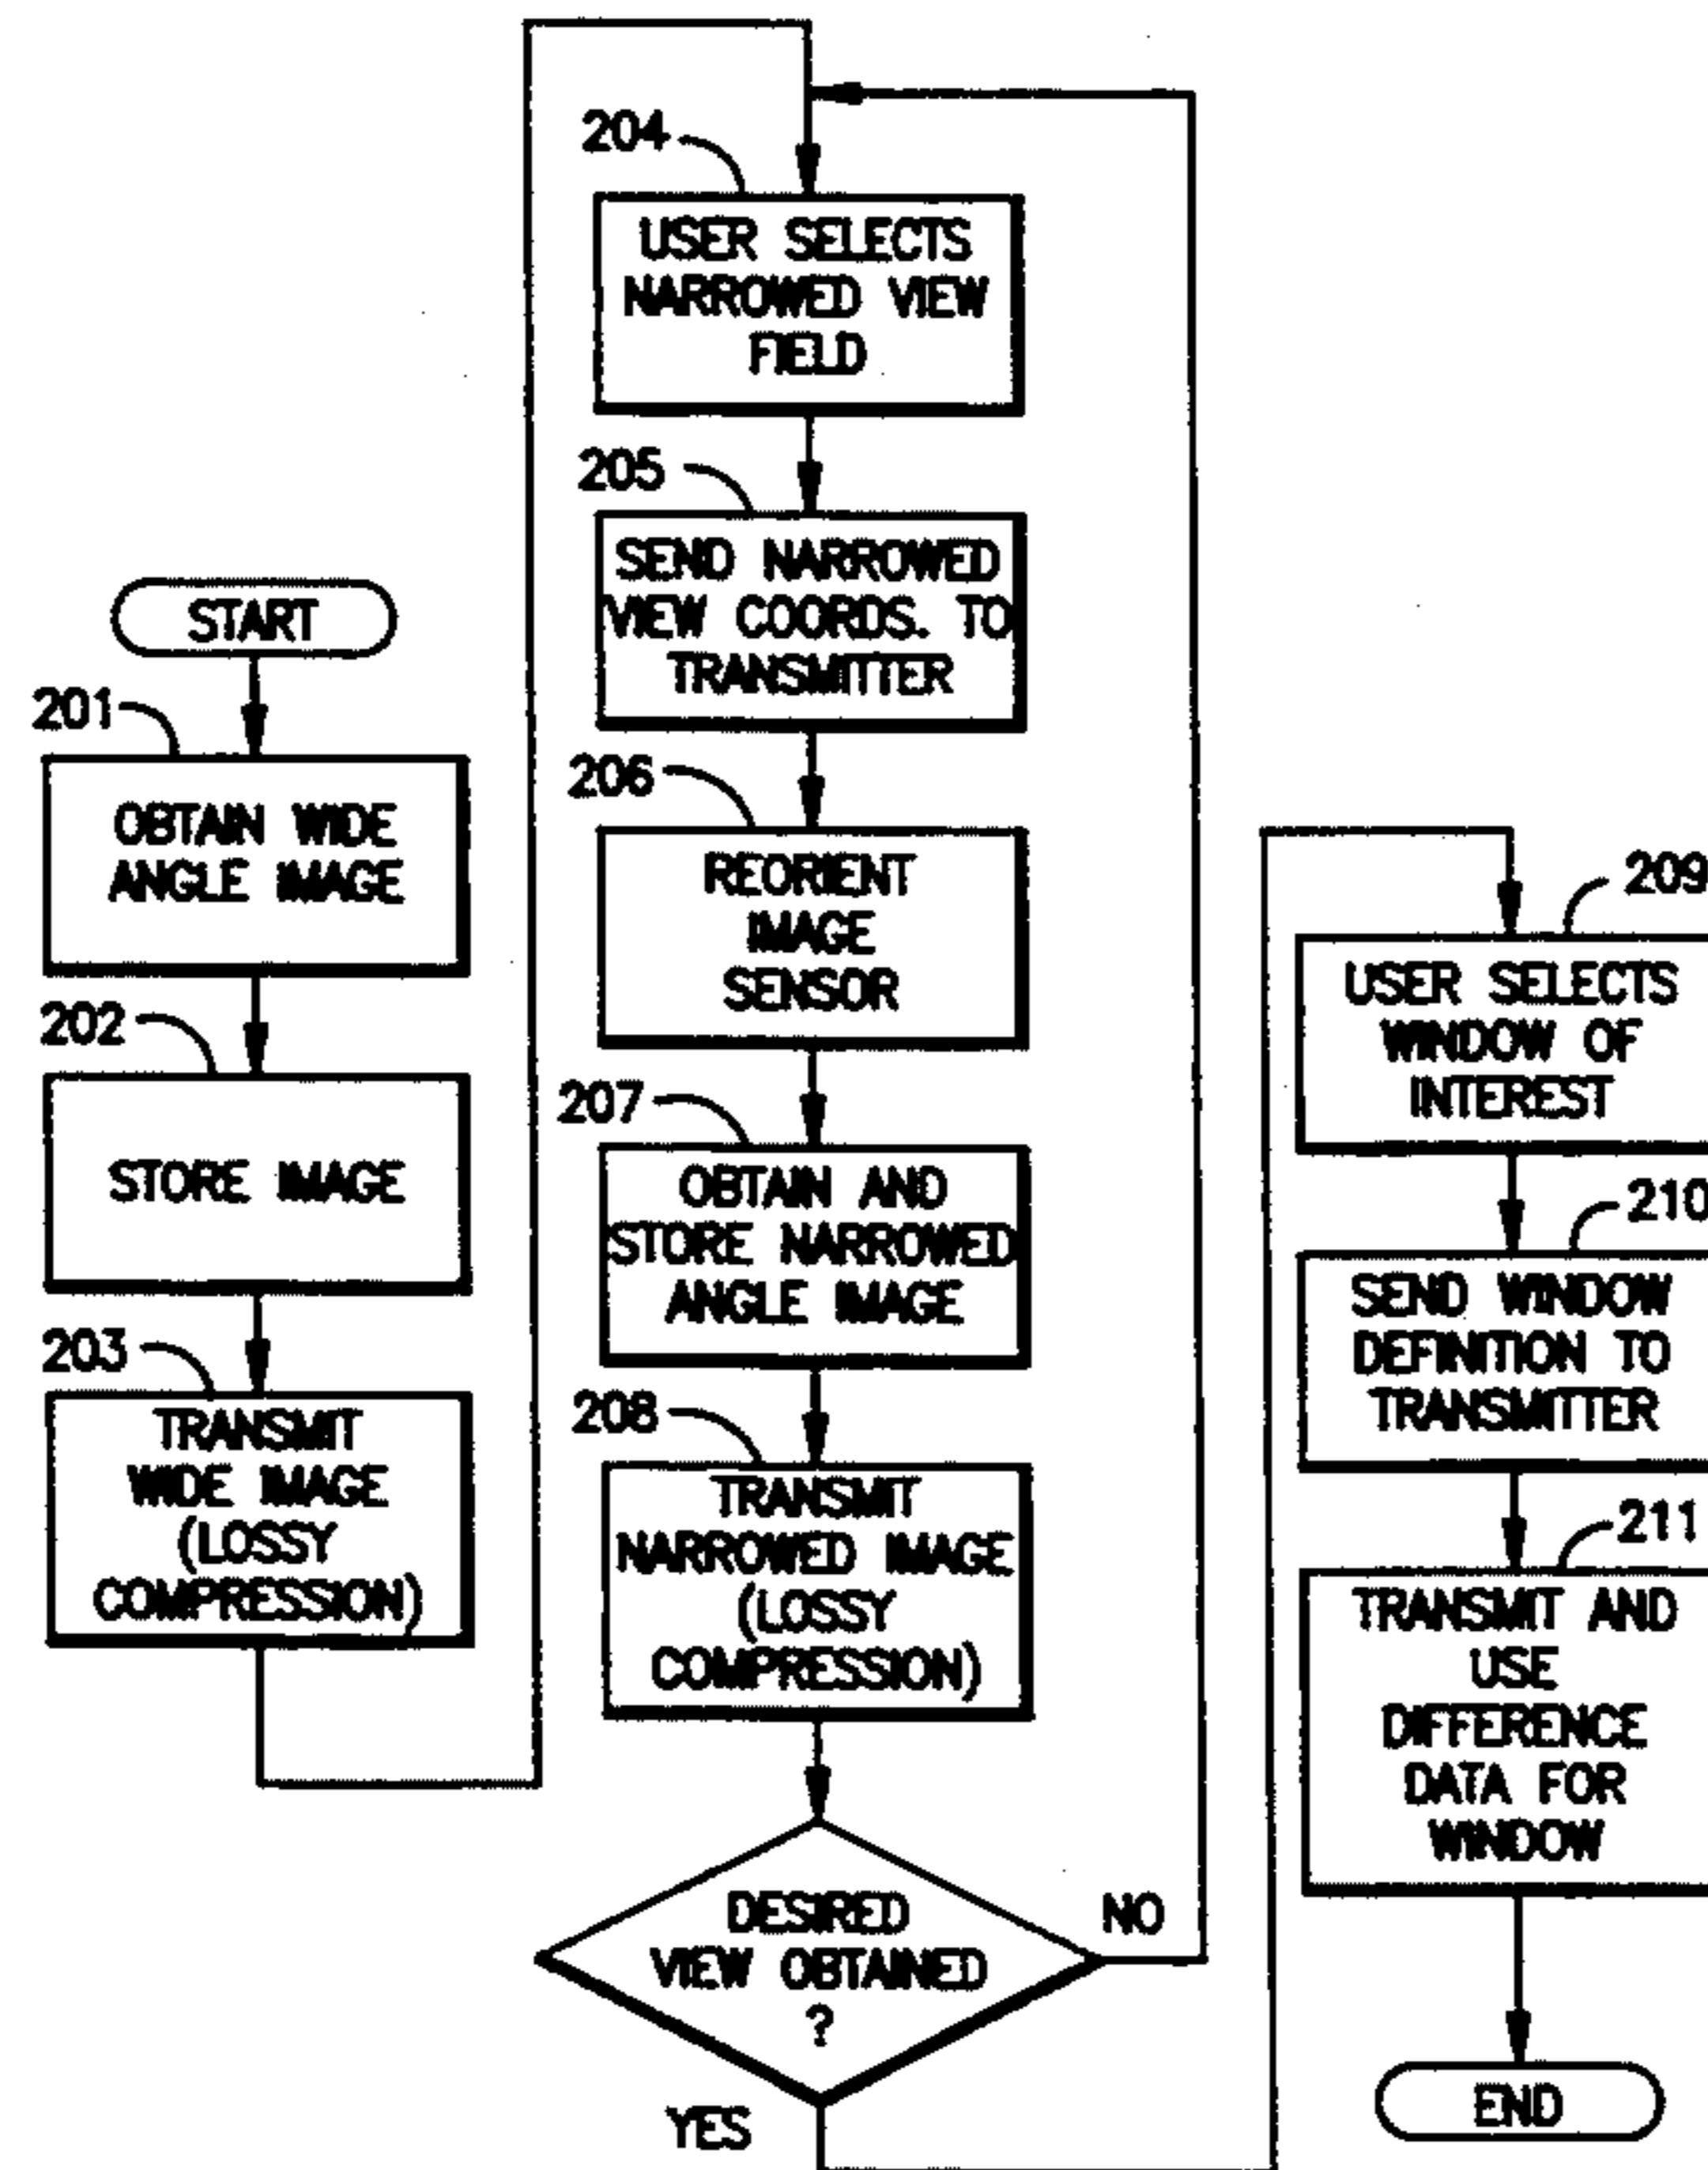 START
201
OBTAIN WIDE
ANGLE IMAGE
202
STORE IMAGE
203
TRANSMIT
WIDE IMAGE
(LOSSY
COMPRESSION)
204
USER SELECTS
NARROWED VIEW
FIELD
205
SEND NARROWED
VIEW COORDS. TO
TRANSMITTER
206
REORIENT
IMAGE
SENSOR
207
OBTAIN AND
STORE NARROWED
ANGLE IMAGE
208
TRANSMIT
NARROWED IMAGE
(LOSSY
COMPRESSION)
DESIRED
VIEW OBTAINED
?
NO
YES
209
USER SELECTS
WINDOW OF
INTEREST
210
SEND WINDOW
DEFINITION TO
TRANSMITTER
211
TRANSMIT AND
USE
DIFFERENCE
DATA FOR
WINDOW
END